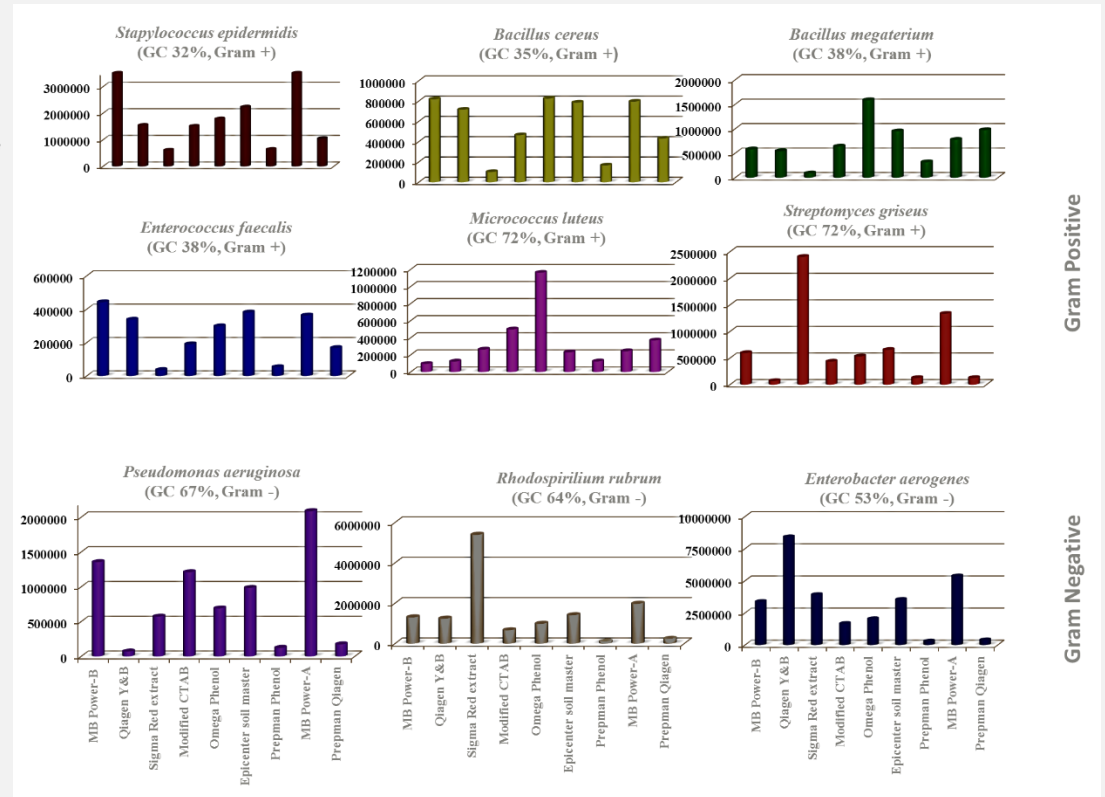 Stapylococcus epidermidis
(GC 32%, Gram +)
3000000
2000000
1000000
0
Bacillus cereus
(GC 35%, Gram +)
1000000
800000
600000
400000
200000
0
Bacillus megaterium
(GC 38%, Gram +)
2000000
1500000
1000000
500000
0
Enterococcus faecalis
(GC 38%, Gram +)
600000
400000
200000
0
Micrococcus luteus
(GC 72%, Gram +)
1200000
1000000
800000
600000
400000
200000
0
Streptomyces griseus
(GC 72%, Gram +)
2500000
2000000
1500000
1000000
500000
0
Gram Positive
Pseudomonas aeruginosa
(GC 67%, Gram -)
2000000
1500000
1000000
500000
0
MB Power-B
Qiagen Y&B
Sigma Red extract
Modified CTAB
Omega Phenol
Epicenter soil master
Prepman Phenol
MB Power-A
Prepman Qiagen
Rhodospirilium rubrum
(GC 64%, Gram -)
6000000
4000000
2000000
0
MB Power-B
Qiagen Y&B
Sigma Red extract
Modified CTAB
Omega Phenol
Epicenter soil master
Prepman Phenol
MB Power-A
Prepman Qiagen
Enterobacter aerogenes
(GC 53%, Gram -)
10000000
7500000
5000000
2500000
0
MB Power-B
Qiagen Y&B
Sigma Red extract
Modified CTAB
Omega Phenol
Epicenter soil master
Prepman Phenol
MB Power-A
Prepman Qiagen
Gram Negative